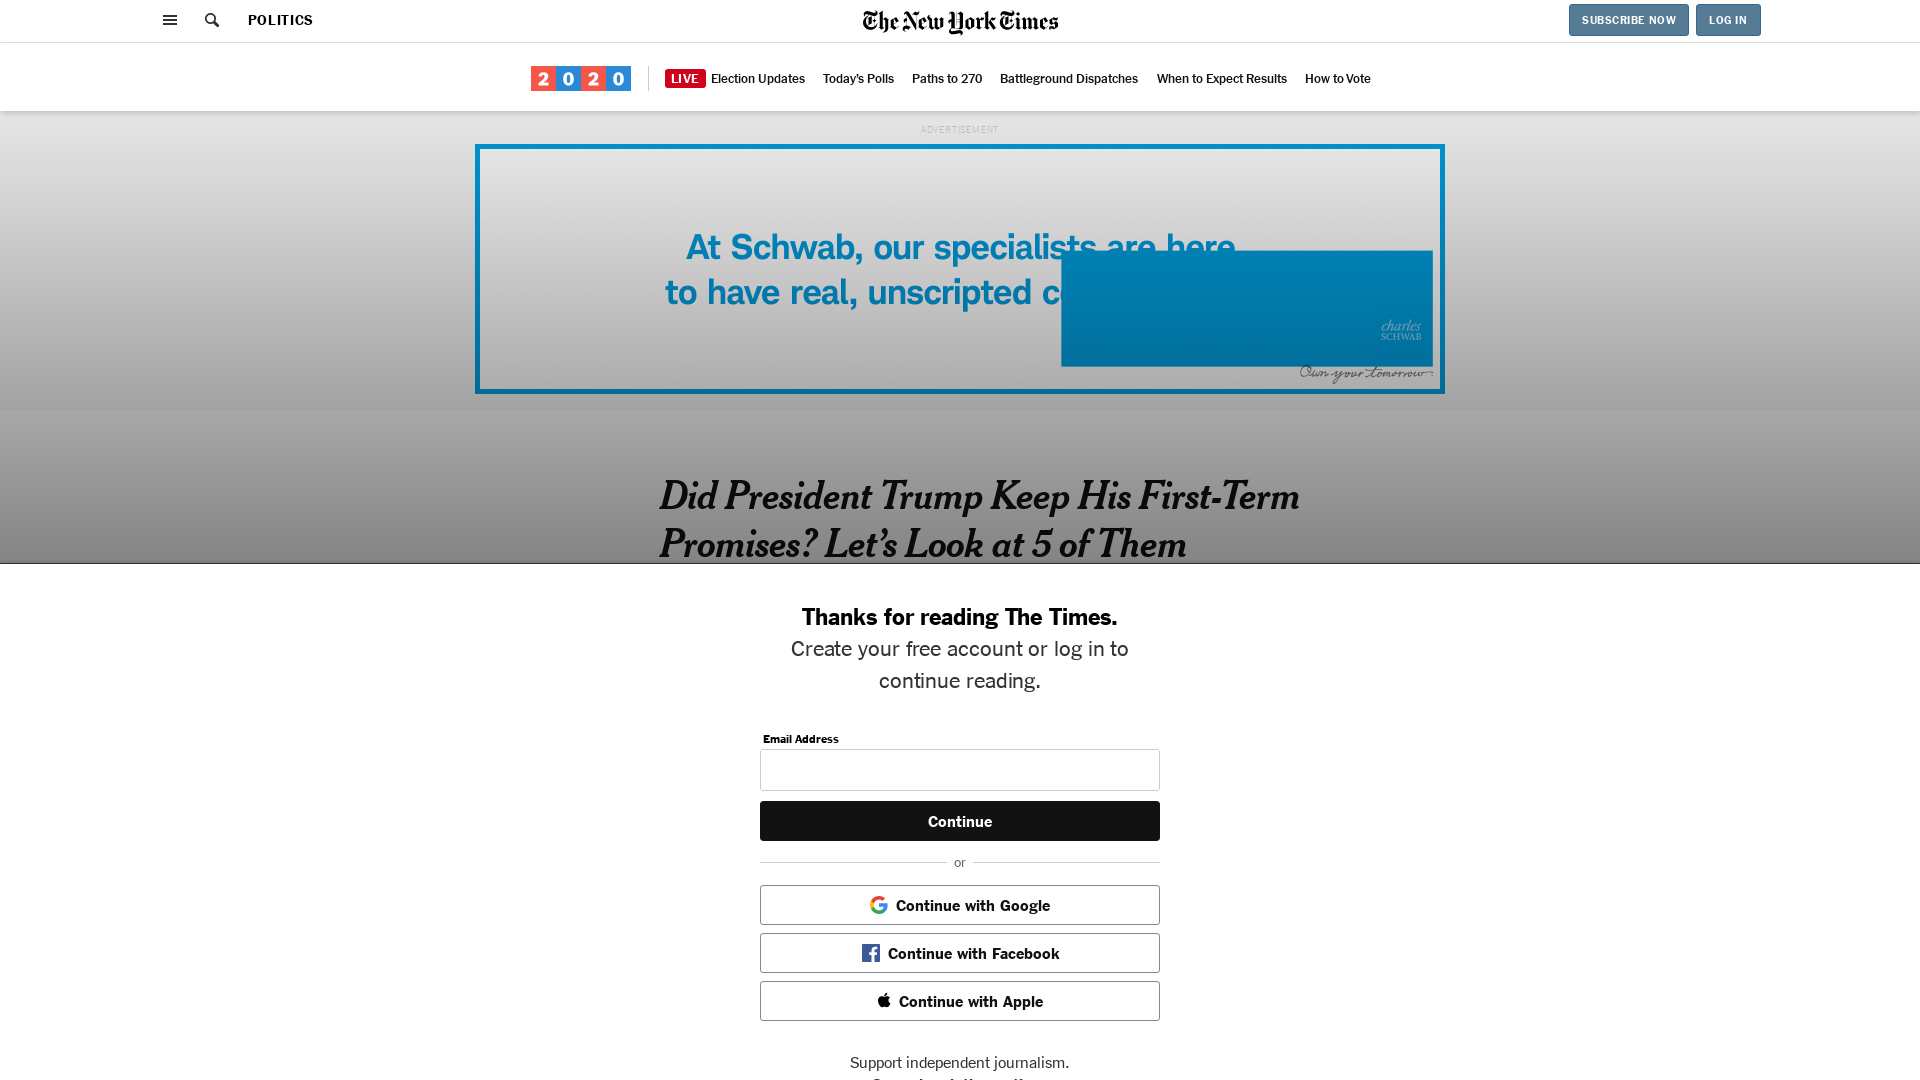 POLITICS
The New York Times
SUBSCRIBE NOW
LOG IN
2020
LIVE Election Updates
Today's Polls
Paths to 270
Battleground Dispatches
When to Expect Results
How to Vote
ADVERTISEMENT
At Schwab, our specialists are here
to have real, unscripted
charles
SCHWAB
Own your tomorrow.
Did President Trump Keep His First-Term
Promises? Let's Look at 5 of Them
Thanks for reading The Times.
Create your free account or log in to
continue reading.
Email Address
Continue
or
Continue with Google
Continue with Facebook
Continue with Apple
Support independent journalism.